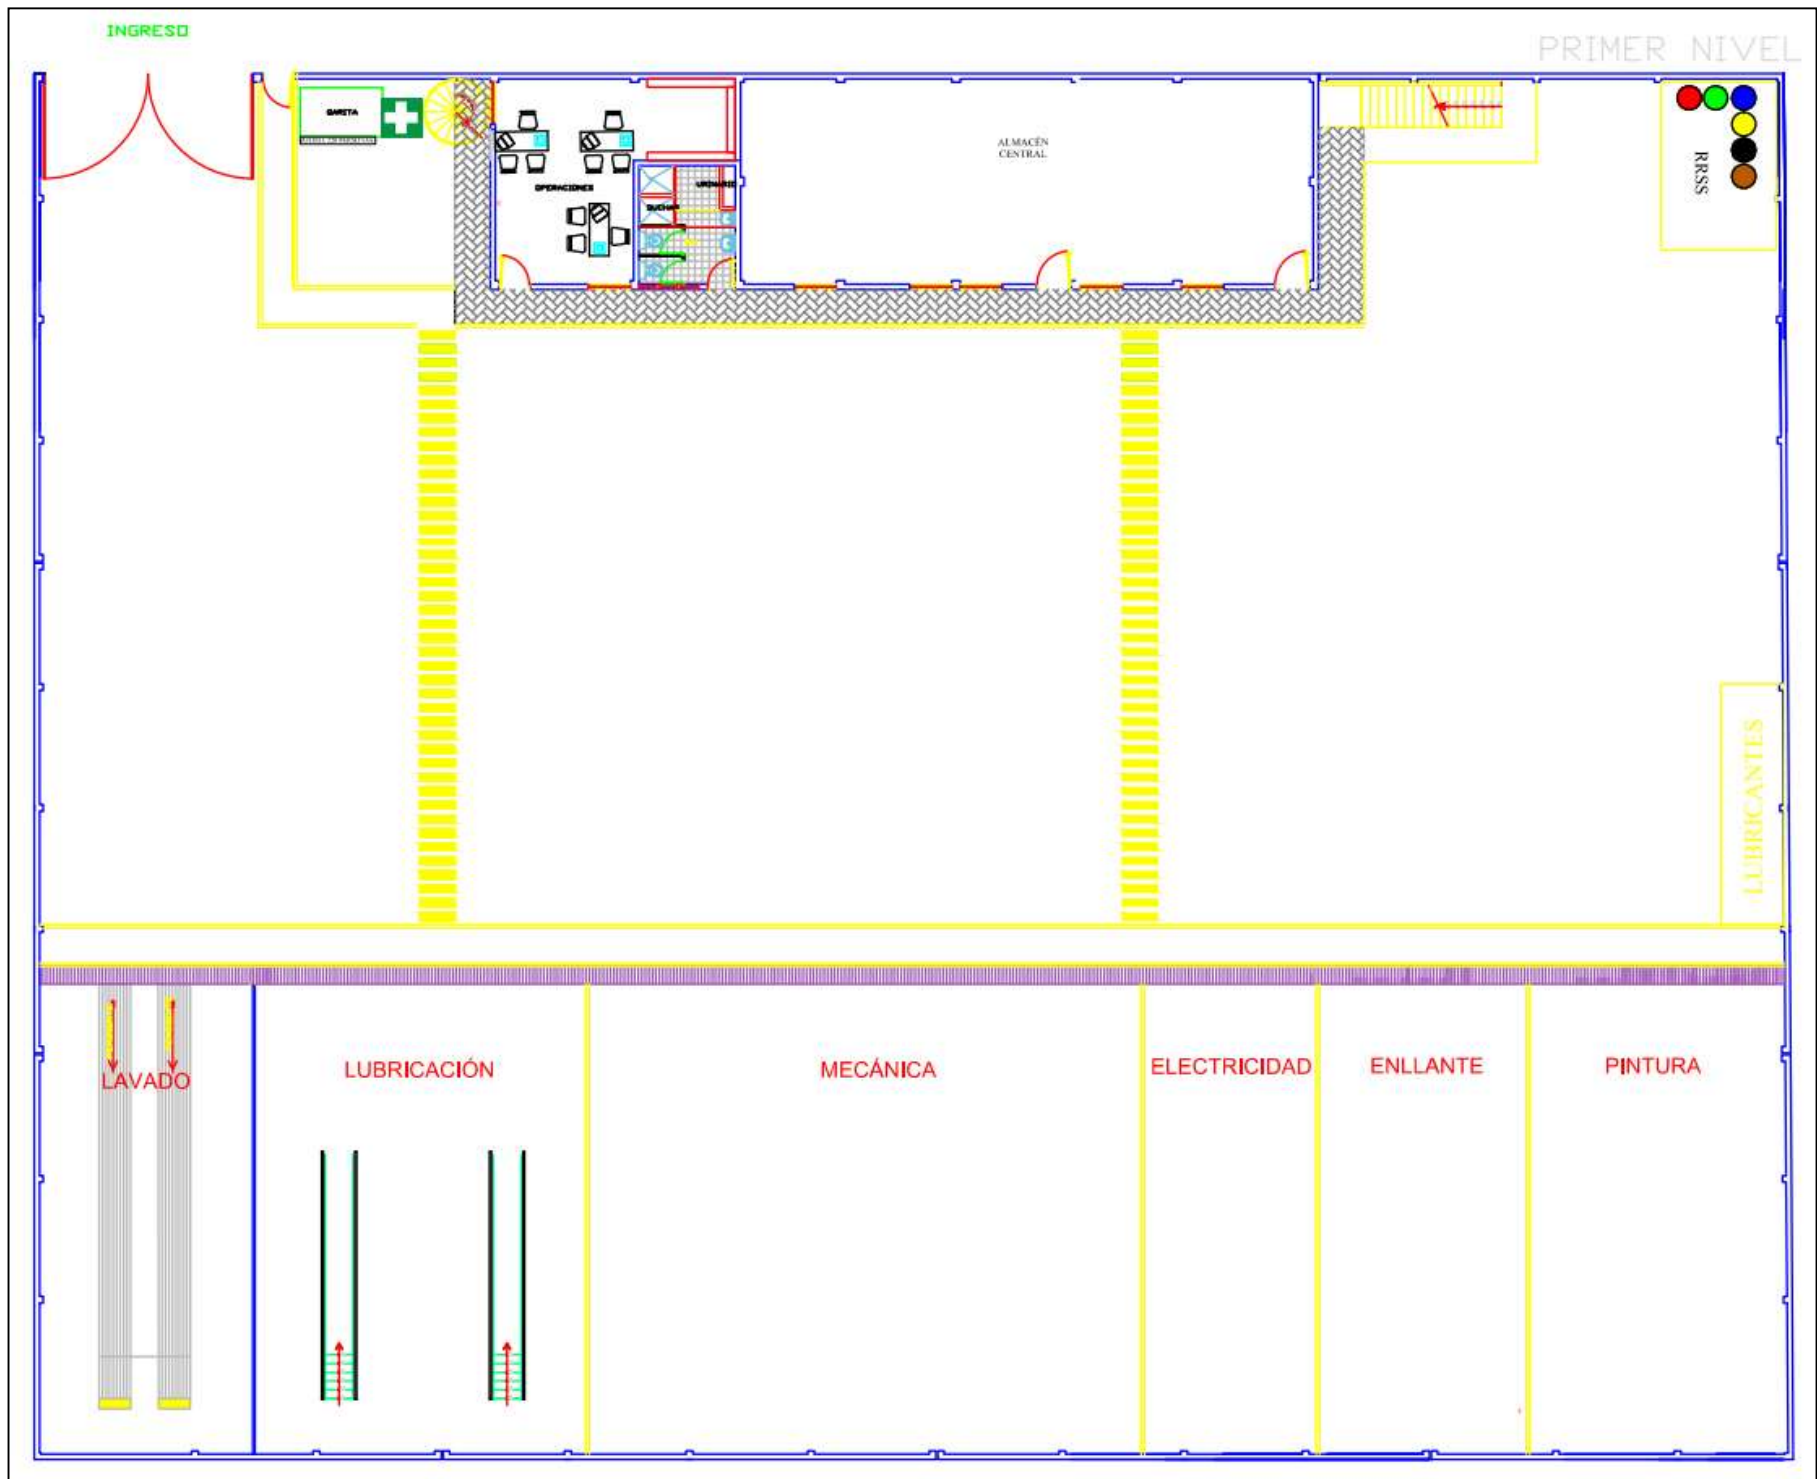 INGRESO
PRIMER NIVEL
GARITA
ALMACÉN
CENTRAL
OPERACIONES
URINARIO
DUCHAS
RRSS
LUBRICANTES
LAVADO
LUBRICACIÓN
MECÁNICA
ELECTRICIDAD
ENLLANTE
PINTURA